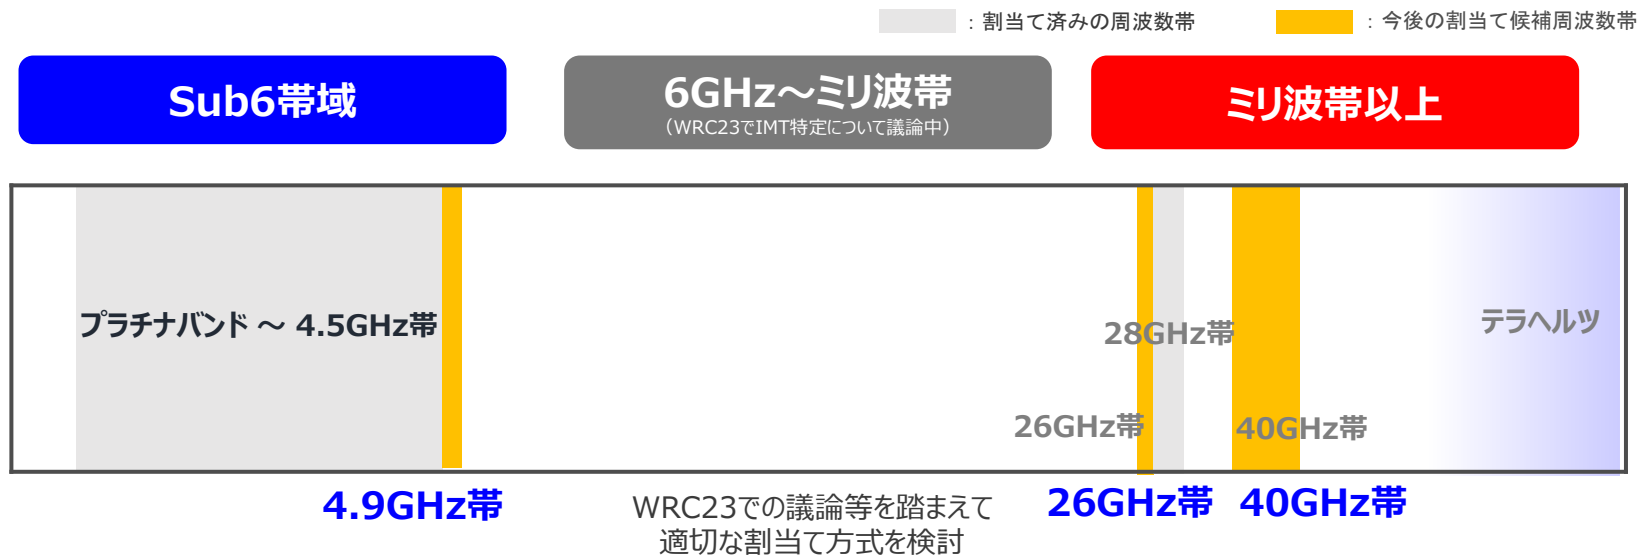 ：割当て済みの周波数帯
：今後の割当て候補周波数帯
Sub6帯域
6GHz～ミリ波帯
（WRC23でIMT特定について議論中）
ミリ波帯以上
プラチナバンド ～ 4.5GHz帯
28GHz帯
テラヘルツ
26GHz帯
40GHz帯
4.9GHz帯
WRC23での議論等を踏まえて
適切な割当て方式を検討
26GHz帯
40GHz帯